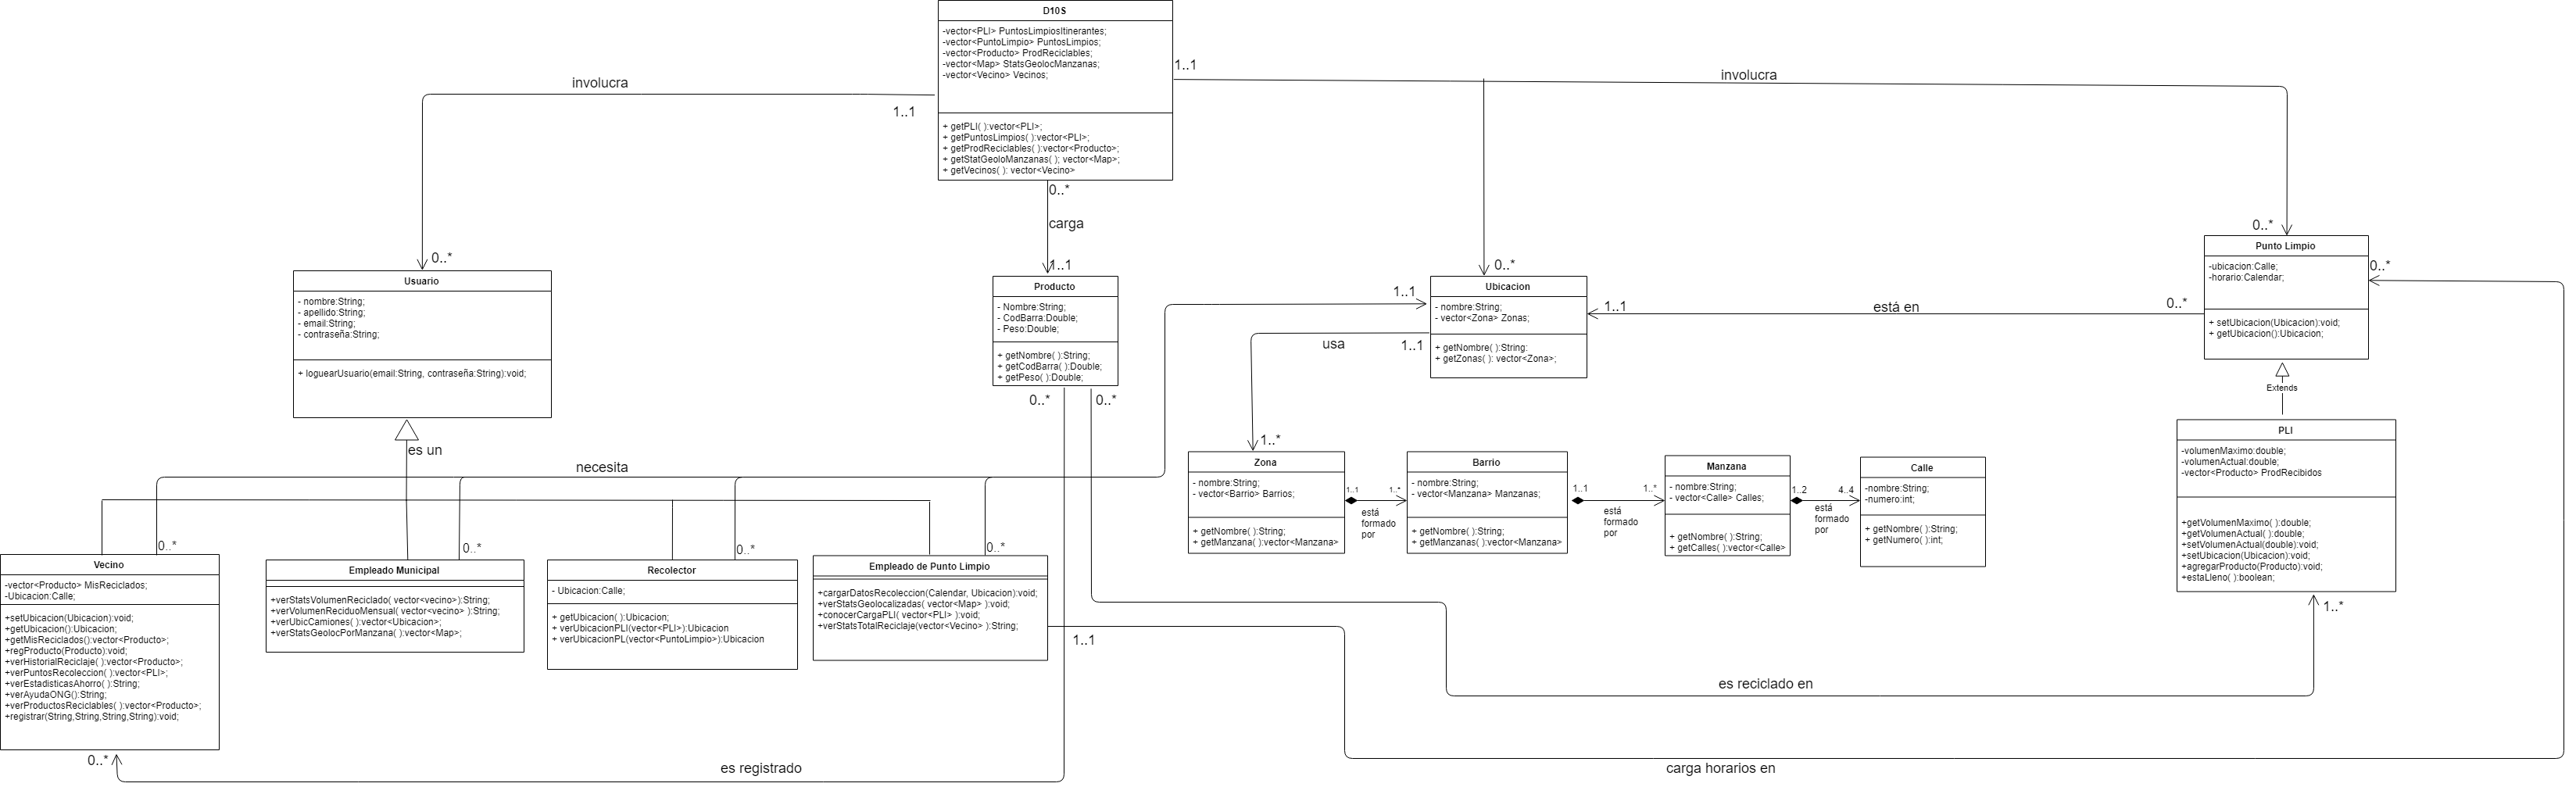 D10S
-vector<PLI> PuntosLimpiosItinerantes;
-vector<PuntoLimpio> PuntosLimpios;
-vector<Producto> ProdReciclables;
-vector<Map> StatsGeolocManzanas;
-vector<Vecino> Vecinos;
+ getPLI( ):vector<PLI>;
+ getPuntosLimpios( ):vector<PLI>;
+ getProdReciclables( ):vector<Producto>;
+ getStatGeoloManzanas( ); vector<Map>;
+ getVecinos( ): vector<Vecino>
involucra
1..1
1..1
involucra
0..*
carga
1..1
0..*
0..*
0..*
Usuario
- nombre:String;
- apellido:String;
- email:String;
- contraseña:String;
+ loguearUsuario(email:String, contraseña:String):void;
es un
Producto
- Nombre:String;
- CodBarra:Double;
- Peso:Double;
+ getNombre( ):String;
+ getCodBarra( ):Double;
+ getPeso( ):Double;
0..*
0..*
1..1
Ubicacion
- nombre:String;
- vector<Zona> Zonas;
+ getNombre( ):String:
+ getZonas( ): vector<Zona>;
1..1
está en
0..*
usa
1..1
1..*
Punto Limpio
-ubicacion:Calle;
-horario:Calendar;
+ setUbicacion(Ubicacion):void;
+ getUbicacion():Ubicacion;
0..*
Extends
PLI
-volumenMaximo:double;
-volumenActual:double;
-vector<Producto> ProdRecibidos
+getVolumenMaximo( ):double;
+getVolumenActual( ):double;
+setVolumenActual(double):void;
+setUbicacion(Ubicacion):void;
+agregarProducto(Producto):void;
+estaLleno( ):boolean;
1..*
Zona
- nombre:String;
- vector<Barrio> Barrios;
+ getNombre( ):String;
+ getManzana( ):vector<Manzana>
1..1
1..*
está
formado
por
Barrio
- nombre:String;
- vector<Manzana> Manzanas;
+ getNombre( ):String;
+ getManzanas( ):vector<Manzana>
1..1
1..*
está
formado
por
Manzana
- nombre:String;
- vector<Calle> Calles;
+ getNombre( ):String;
+ getCalles( ):vector<Calle>
1..2
4..4
está
formado
por
Calle
-nombre:String;
-numero:int;
+ getNombre( ):String;
+ getNumero( ):int;
necesita
0..*
0..*
0..*
0..*
Vecino
-vector<Producto> MisReciclados;
-Ubicacion:Calle;
+setUbicacion(Ubicacion):void;
+getUbicacion():Ubicacion;
+getMisReciclados():vector<Producto>;
+regProducto(Producto):void;
+verHistorialReciclaje( ):vector<Producto>;
+verPuntosRecoleccion( ):vector<PLI>;
+verEstadisticasAhorro( ):String;
+verAyudaONG():String;
+verProductosReciclables( ):vector<Producto>;
+registrar(String,String,String,String):void;
Empleado Municipal
+verStatsVolumenReciclado( vector<vecino>):String;
+verVolumenReciduoMensual( vector<vecino> ):String;
+verUbicCamiones( ):vector<Ubicacion>;
+verStatsGeolocPorManzana( ):vector<Map>;
Recolector
- Ubicacion:Calle;
+ getUbicacion( ):Ubicacion;
+ verUbicacionPLI(vector<PLI>):Ubicacion
+ verUbicacionPL(vector<PuntoLimpio>):Ubicacion
Empleado de Punto Limpio
+cargarDatosRecoleccion(Calendar, Ubicacion):void;
+verStatsGeolocalizadas( vector<Map> ):void;
+conocerCargaPLI( vector<PLI> ):void;
+verStatsTotalReciclaje(vector<Vecino> ):String;
1..1
es reciclado en
0..*
es registrado
carga horarios en